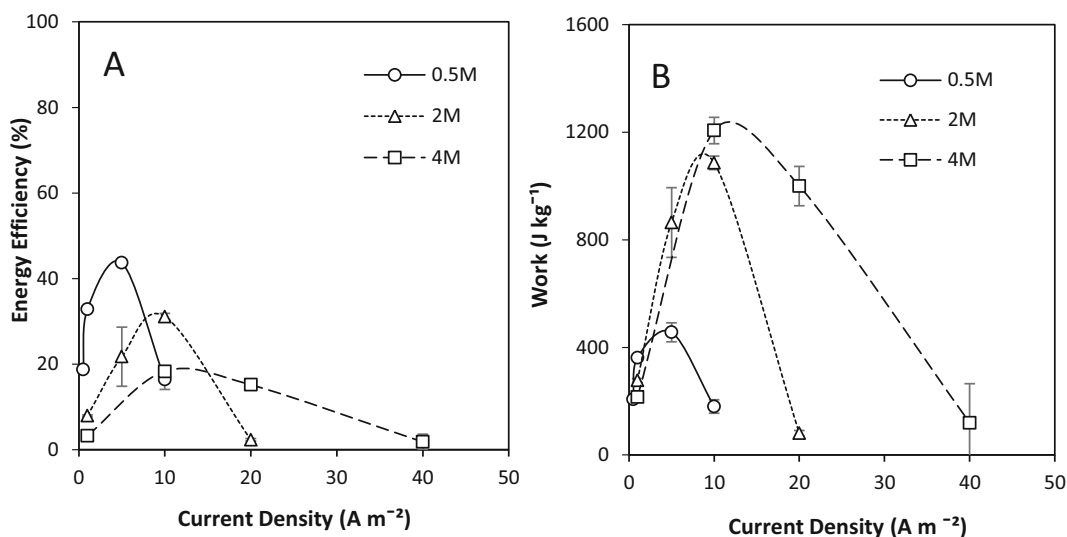 A
Energy Efficiency (%)
100
80
60
40
20
0
0 10 20 30 40 50
Current Density (A m⁻²)
0.5M
2M
4M
B
Work (J kg⁻¹)
1600
1200
800
400
0
0 10 20 30 40 50
Current Density (A m⁻²)
0.5M
2M
4M